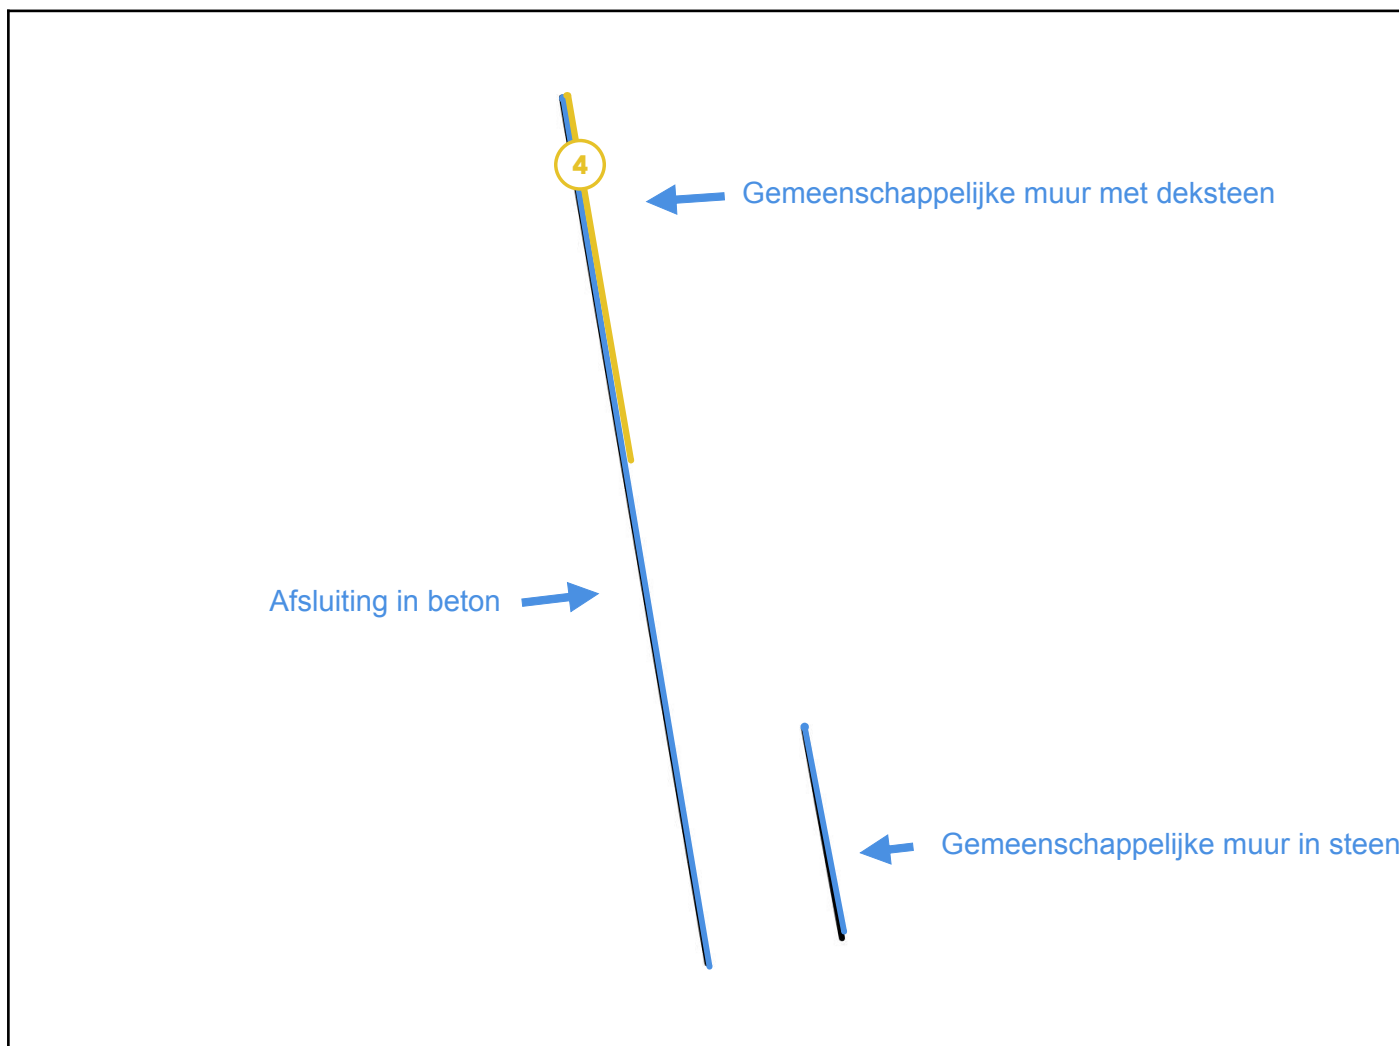 4
Gemeenschappelijke muur met deksteen
Afsluiting in beton
Gemeenschappelijke muur in steen